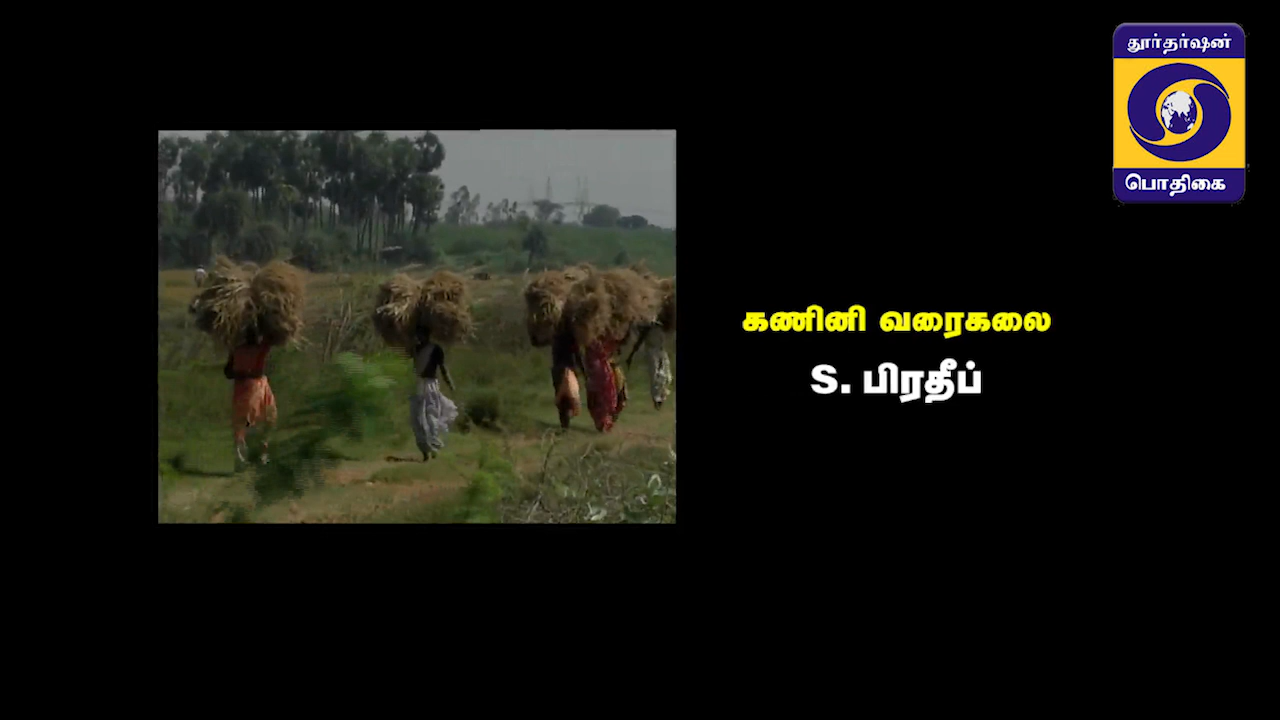 தூர்தர்ஷன்
பொதிகை
கணினி வரைகலை
S. பிரதீப்